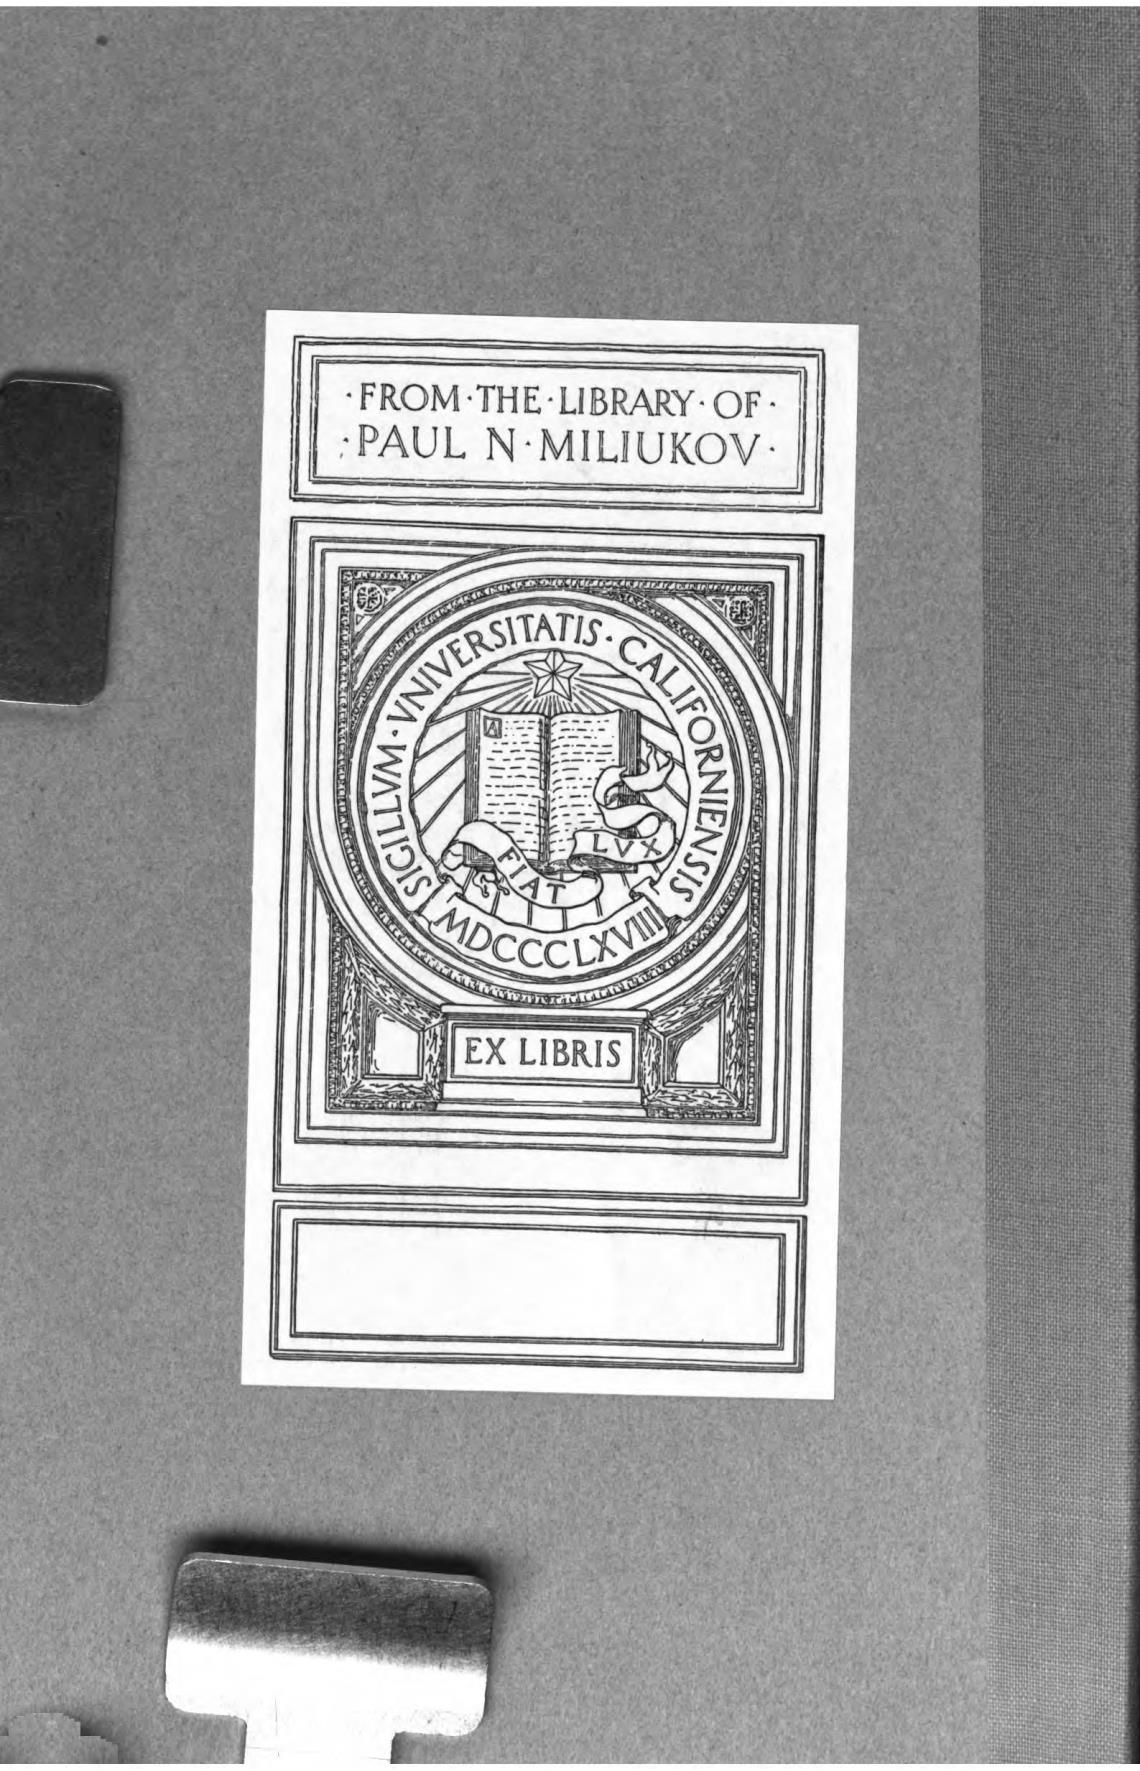 ·FROM·THE·LIBRARY·OF·
·PAUL N·MILIUKOV·
SIGILLVM·VNIVERSITATIS·CALIFORNIENSIS
A
FIAT LVX
MDCCCLXVIII
EX LIBRIS